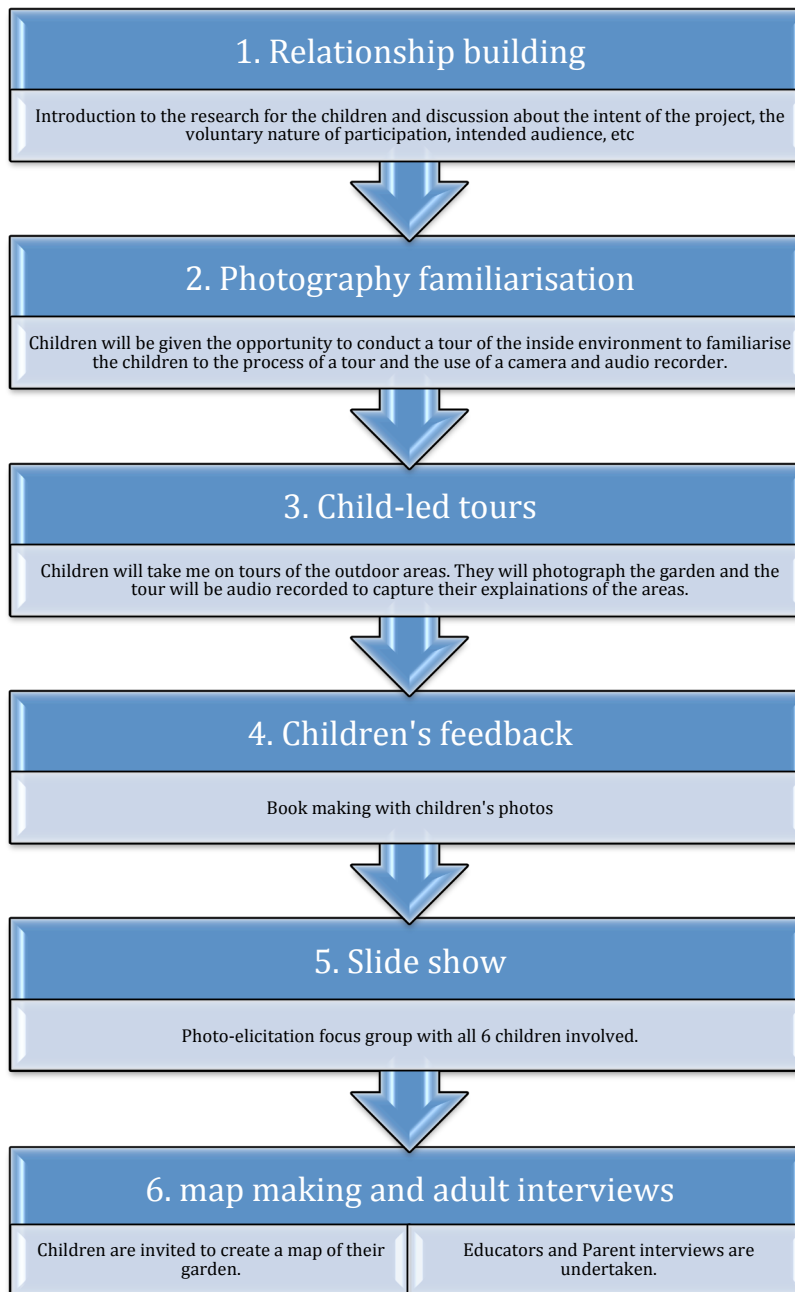 1. Relationship building
Introduction to the research for the children and discussion about the intent of the project, the
voluntary nature of participation, intended audience, etc
2. Photography familiarisation
Children will be given the opportunity to conduct a tour of the inside environment to familiarise
the children to the process of a tour and the use of a camera and audio recorder.
3. Child-led tours
Children will take me on tours of the outdoor areas. They will photograph the garden and the
tour will be audio recorded to capture their explainations of the areas.
4. Children's feedback
Book making with children's photos
5. Slide show
Photo-elicitation focus group with all 6 children involved.
6. map making and adult interviews
Children are invited to create a map of their
garden.
Educators and Parent interviews are
undertaken.